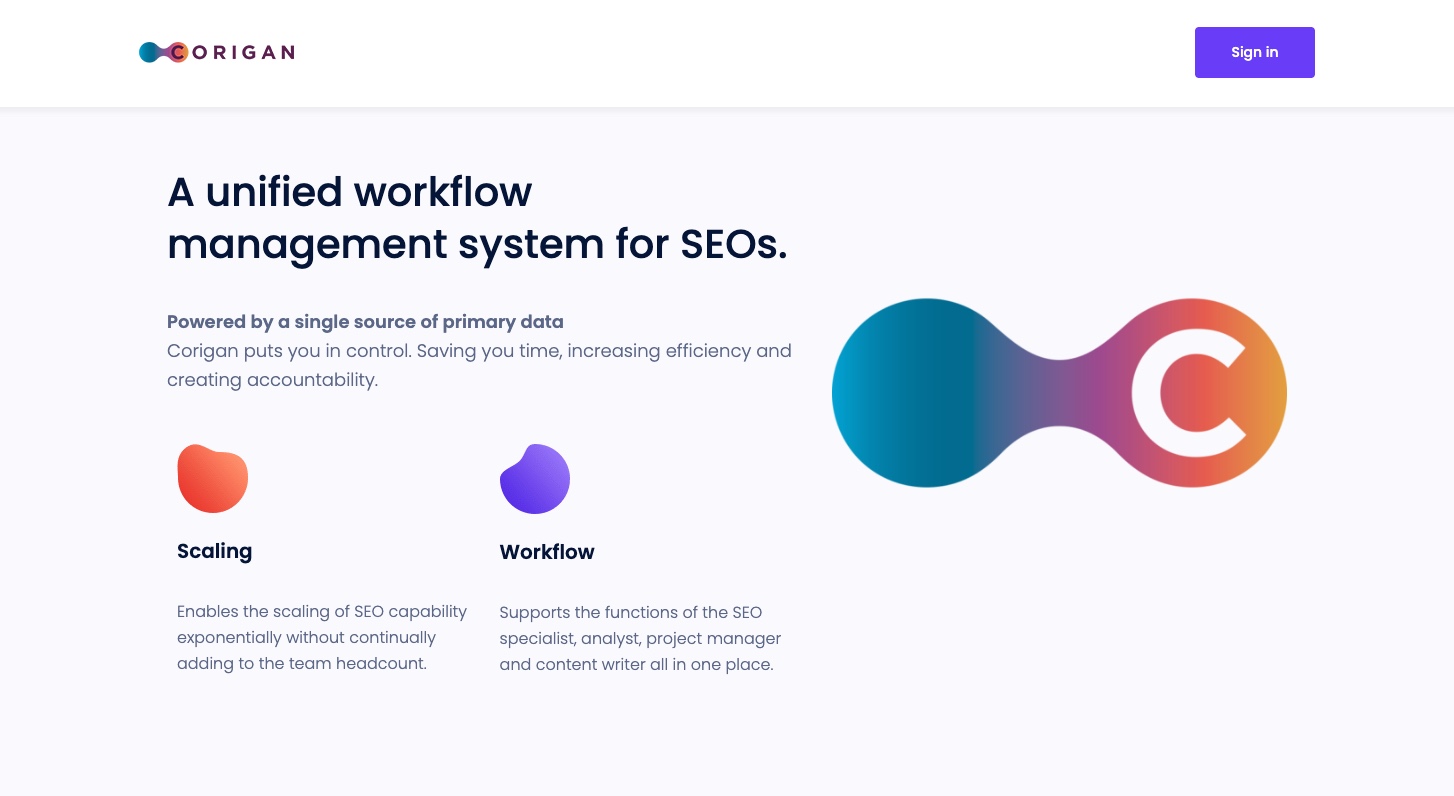 CORIGAN
Sign in
A unified workflow
management system for SEOs.
Powered by a single source of primary data
Corigan puts you in control. Saving you time, increasing efficiency and
creating accountability.
C
Scaling
Enables the scaling of SEO capability
exponentially without continually
adding to the team headcount.
Workflow
Supports the functions of the SEO
specialist, analyst, project manager
and content writer all in one place.